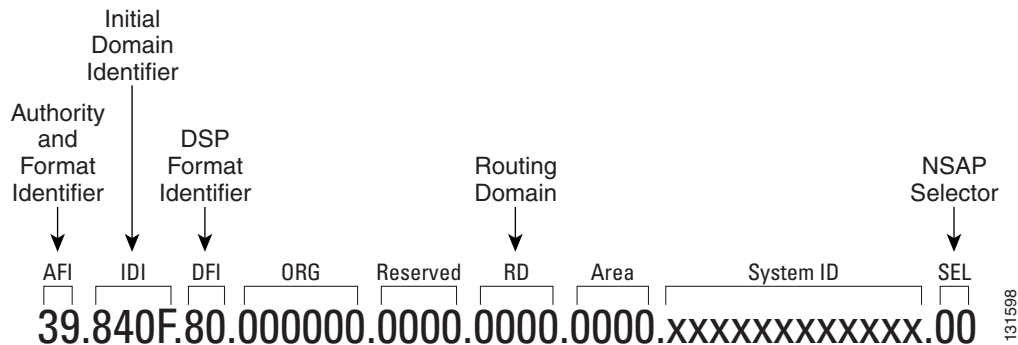 Initial
Domain
Identifier
Authority
and
Format
Identifier
DSP
Format
Identifier
Routing
Domain
NSAP
Selector
AFI IDI DFI ORG Reserved RD Area System ID SEL
39.840F.80.000000.0000.0000.0000.xxxxxxxxxxxx.00
131598